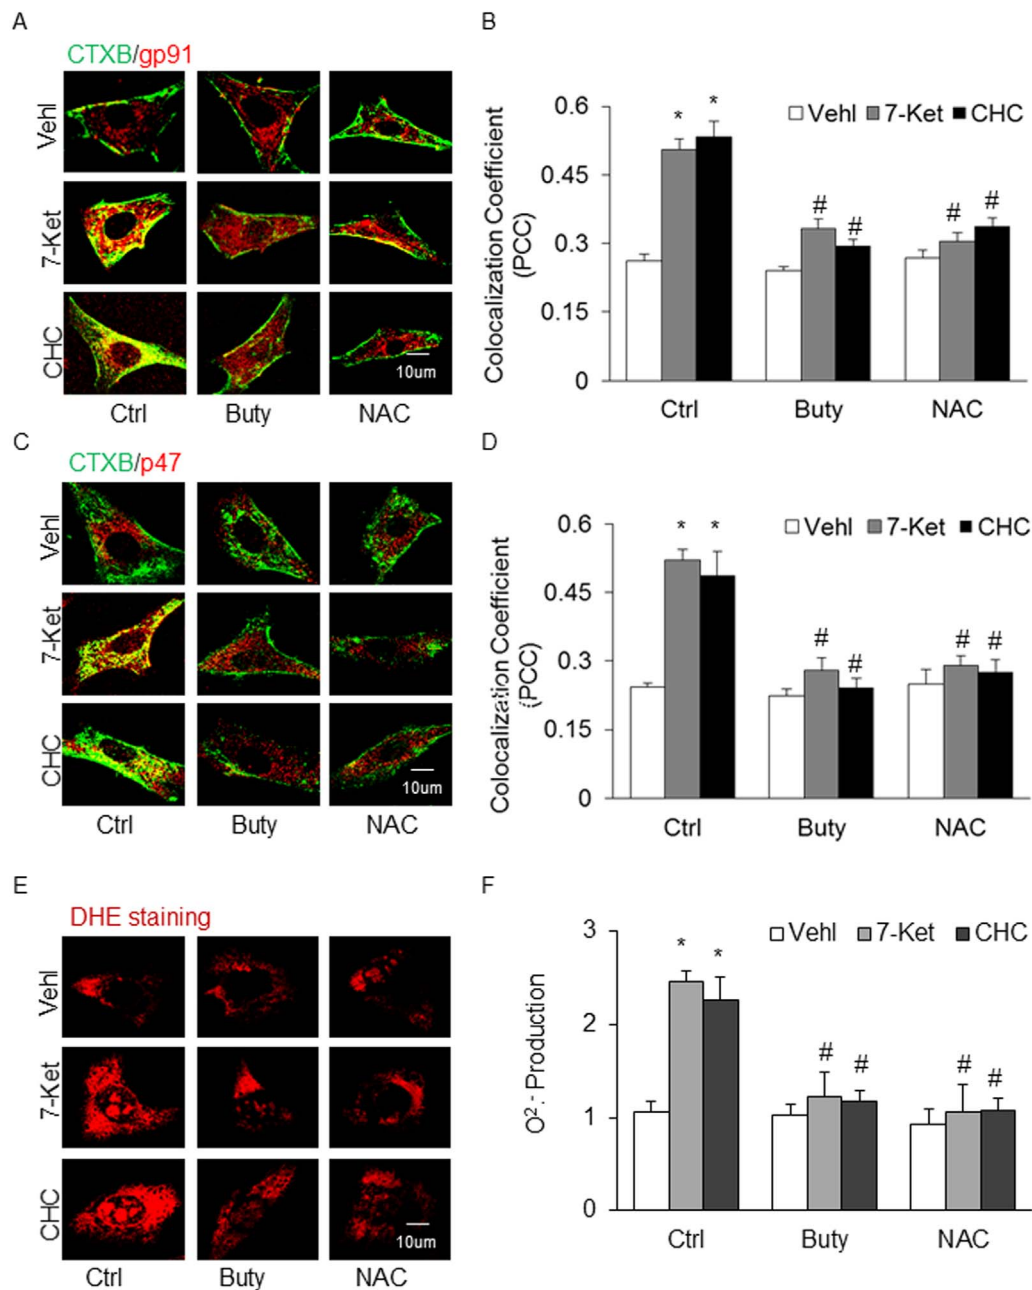 A
CTXB/gp91
Vehl
7-Ket
CHC
10um
Ctrl Buty NAC
B
0.6
0.45
0.3
0.15
0
Colocalization Coefficient
(PCC)
Vehl 7-Ket CHC
* *
# #
# #
Ctrl Buty NAC
C
CTXB/p47
Vehl
7-Ket
CHC
10um
Ctrl Buty NAC
D
0.6
0.45
0.3
0.15
0
Colocalization Coefficient
(PCC)
Vehl 7-Ket CHC
* *
# #
# #
Ctrl Buty NAC
E
DHE staining
Vehl
7-Ket
CHC
10um
Ctrl Buty NAC
F
3
2
1
0
O²·- Production
Vehl 7-Ket CHC
* *
# #
# #
Ctrl Buty NAC